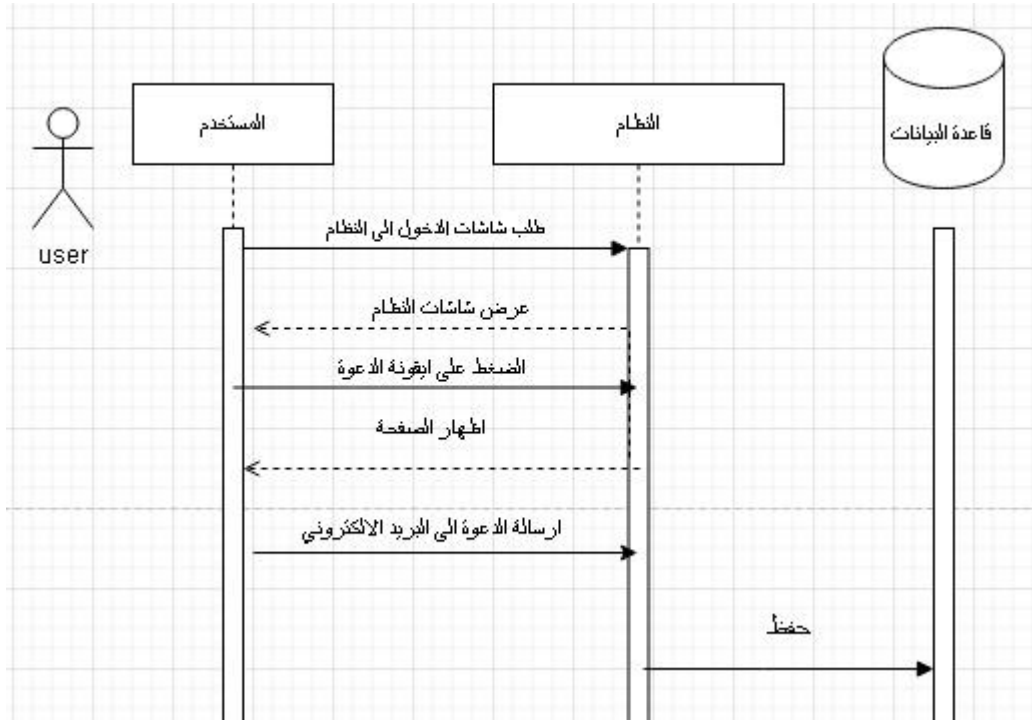 المستخدم
النظام
قاعدة البيانات
user
طلب شاشات الدخول الى النظام
عرض شاشات النظام
الضغط على ايقونة الدعوة
اظهار الصفحة
ارسالة الدعوة الى البريد الالكتروني
حفظ